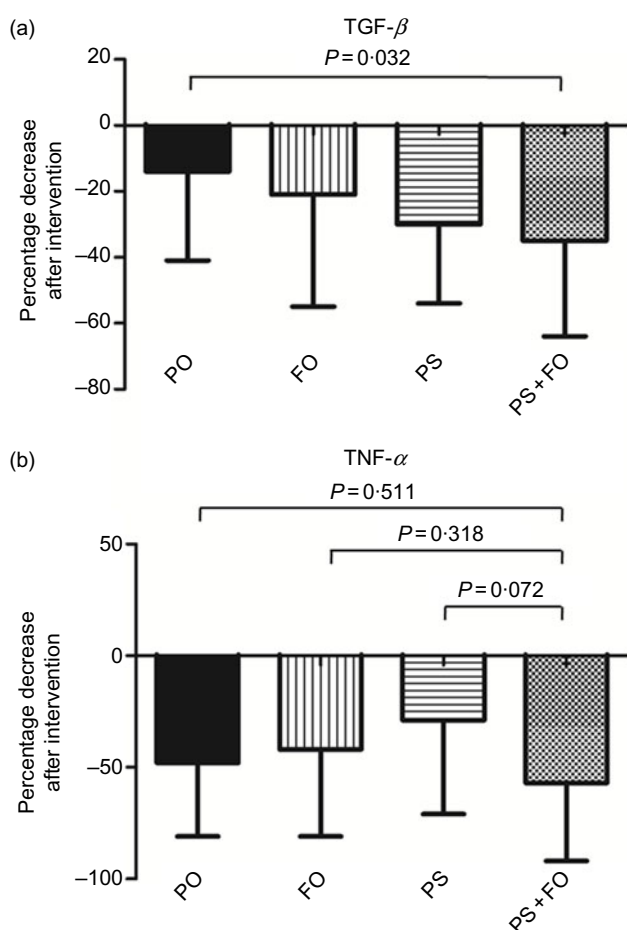 (a)
TGF-β
P = 0·032
20
0
–20
–40
–60
–80
Percentage decrease
after intervention
PO
FO
PS
PS + FO
(b)
TNF-α
P = 0·511
P = 0·318
P = 0·072
50
0
–50
–100
Percentage decrease
after intervention
PO
FO
PS
PS + FO